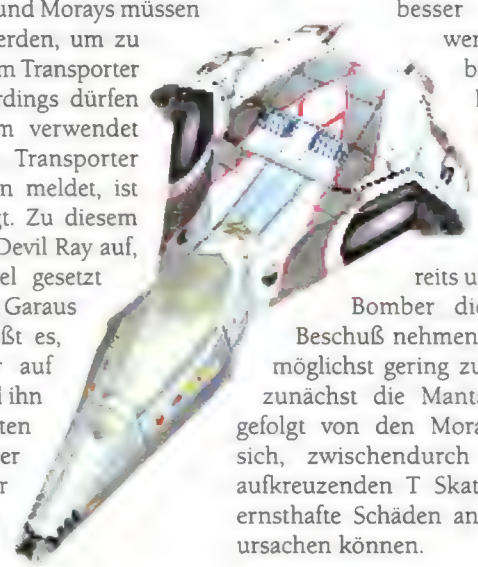 und Morays müssen
erden, um zu
m Transporter
rdings dürfen
m verwendet
Transporter
n meldet, ist
gt. Zu diesem
Devil Ray auf,
el gesetzt
Garaus
ßt es,
r auf
d ihn
ten
er
r
besser
wer
b
reits u
Bomber die
Beschuß nehmen
möglichst gering zu
zunächst die Manta
gefolgt von den Mora
sich, zwischendurch
aufkreuzenden T Skat
ernsthafte Schäden an
ursachen können.